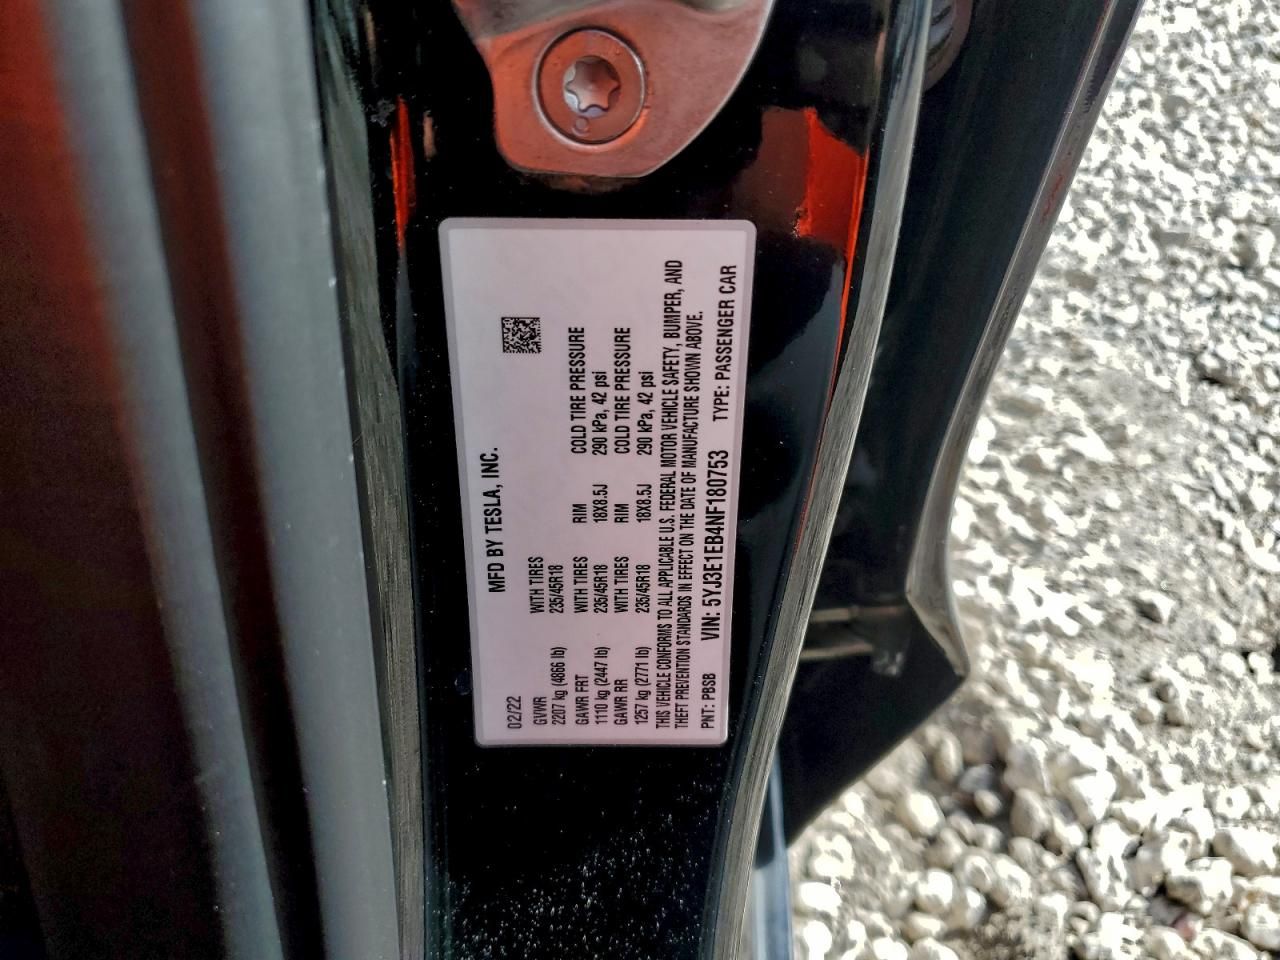 MFD BY TESLA, INC.
02/22
GVWR WITH TIRES
2207 kg (4866 lb) 235/45R18
GAWR FRT WITH TIRES RIM COLD TIRE PRESSURE
1110 kg (2447 lb) 235/45R18 18X8.5J 290 kPa, 42 psi
GAWR RR WITH TIRES RIM COLD TIRE PRESSURE
1257 kg (2771 lb) 235/45R18 18X8.5J 290 kPa, 42 psi
THIS VEHICLE CONFORMS TO ALL APPLICABLE U.S. FEDERAL MOTOR VEHICLE SAFETY, BUMPER, AND
THEFT PREVENTION STANDARDS IN EFFECT ON THE DATE OF MANUFACTURE SHOWN ABOVE.
PNT: PBSB VIN: 5YJ3E1EB4NF180753 TYPE: PASSENGER CAR